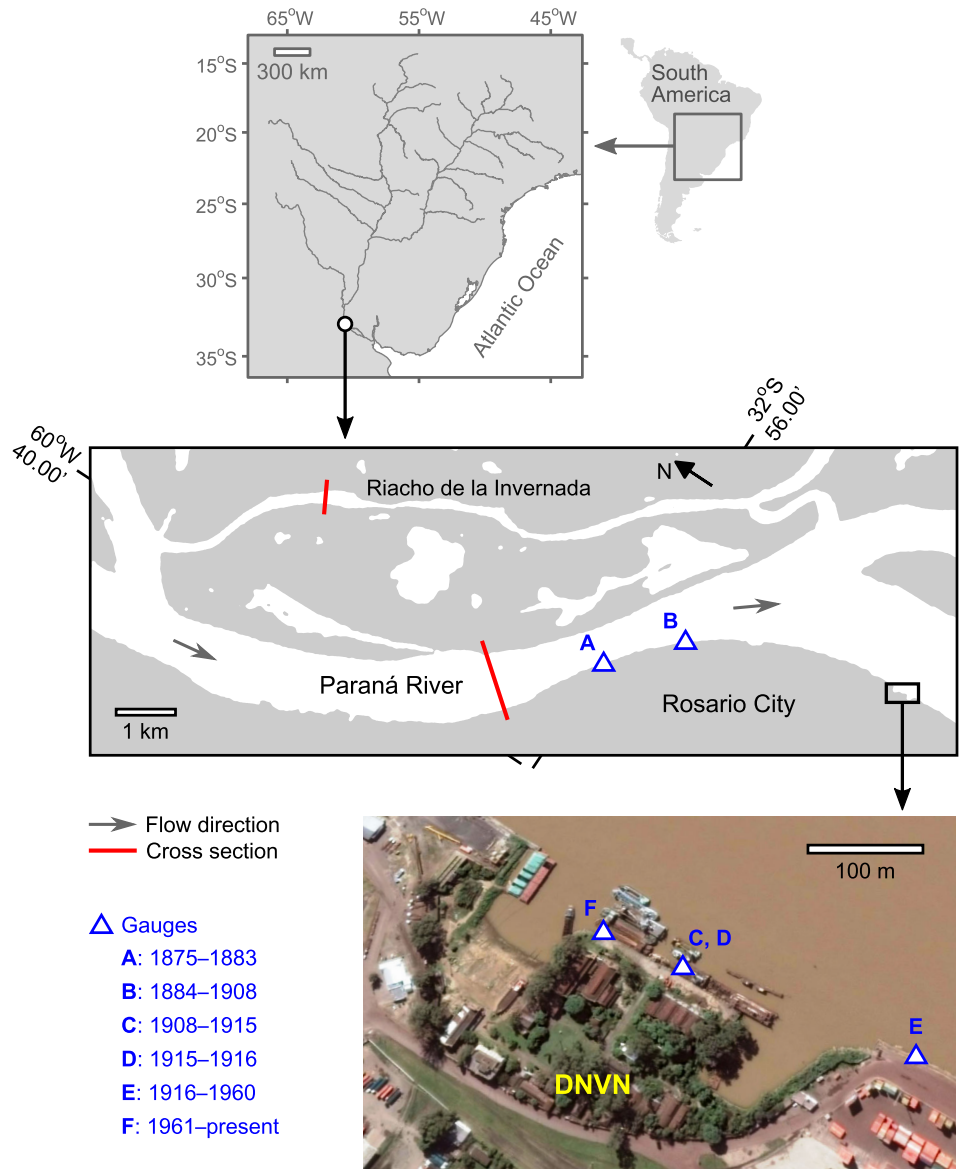 65°W 55°W 45°W
15°S
20°S
25°S
30°S
35°S
300 km
Atlantic Ocean
South
America
60°W
40.00'
32°S
56.00'
N
Riacho de la Invernada
A
B
Paraná River
Rosario City
1 km
Flow direction
Cross section
Gauges
A: 1875–1883
B: 1884–1908
C: 1908–1915
D: 1915–1916
E: 1916–1960
F: 1961–present
100 m
F
C, D
E
DNVN